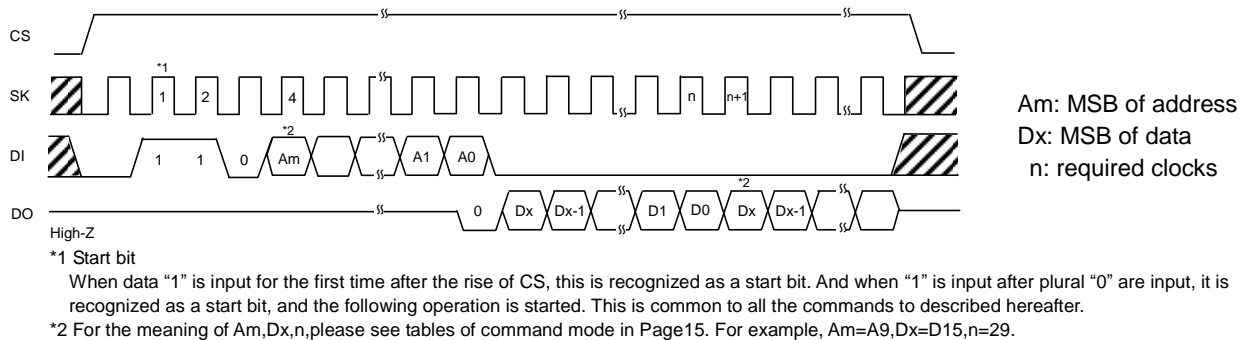 CS
*1
SK 1 2 4 n n+1
Am: MSB of address
*2
DI 1 1 0 Am A1 A0
Dx: MSB of data
n: required clocks
*2
DO 0 Dx Dx-1 D1 D0 Dx Dx-1
High-Z
*1 Start bit
When data “1” is input for the first time after the rise of CS, this is recognized as a start bit. And when “1” is input after plural “0” are input, it is
recognized as a start bit, and the following operation is started. This is common to all the commands to described hereafter.
*2 For the meaning of Am,Dx,n,please see tables of command mode in Page15. For example, Am=A9,Dx=D15,n=29.